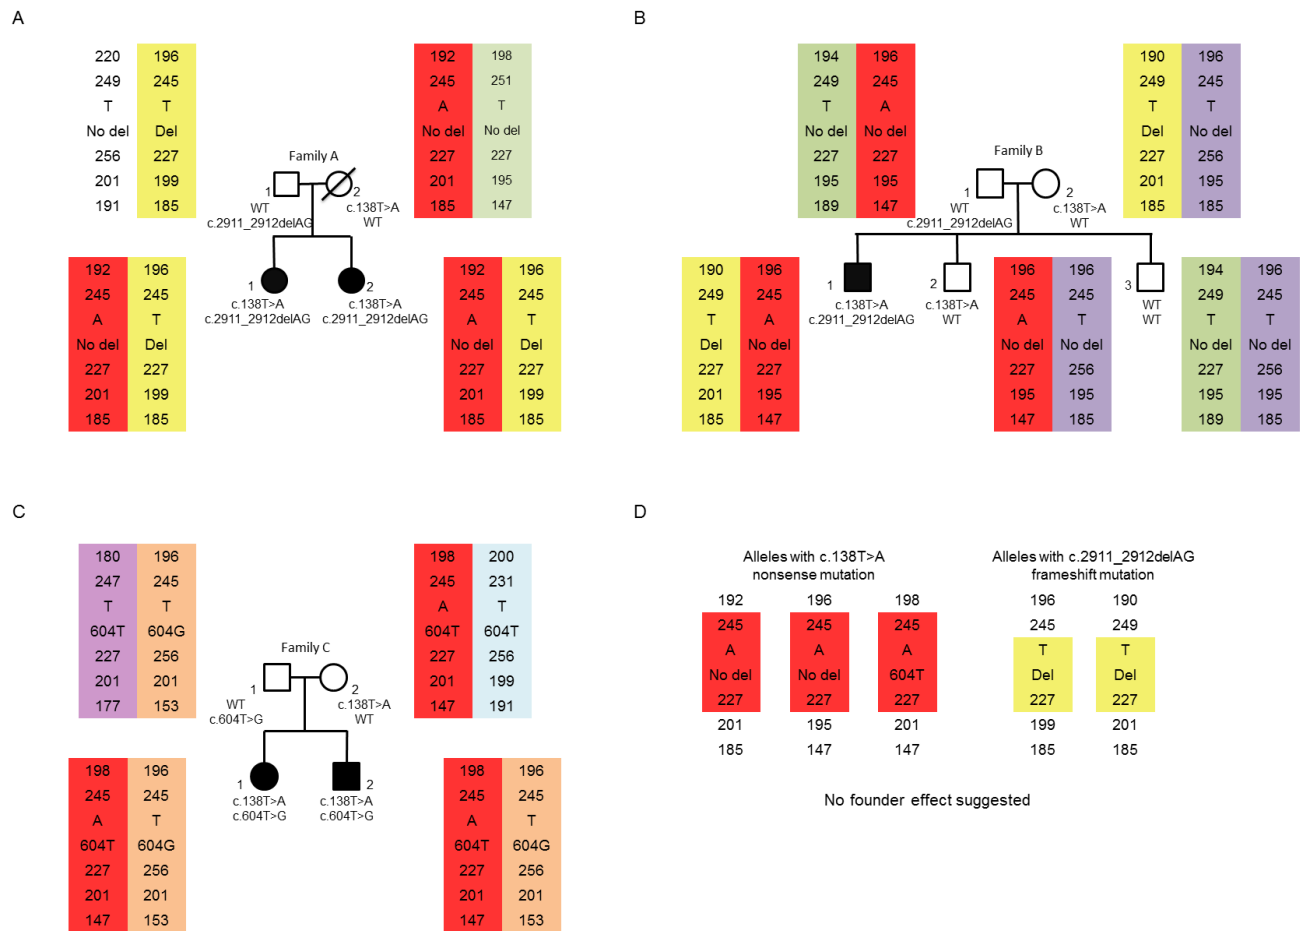 A
220 196
249 245
T T
No del Del
256 227
201 199
191 185
192 198
245 251
A T
No del No del
227 227
201 195
185 147
Family A
1 2
WT c.138T>A
c.2911_2912delAG WT
192 196
245 245
A T
No del Del
227 227
201 199
185 185
1 2
c.138T>A c.138T>A
c.2911_2912delAG c.2911_2912delAG
192 196
245 245
A T
No del Del
227 227
201 199
185 185
B
194 196
249 245
T A
No del No del
227 227
195 195
189 147
190 196
249 245
T T
Del No del
227 256
201 195
185 185
Family B
1 2
WT c.138T>A
c.2911_2912delAG WT
190 196
249 245
T A
Del No del
227 227
201 195
185 147
1 2 3
c.138T>A c.138T>A WT
c.2911_2912delAG WT WT
196 196
245 245
A T
No del No del
227 256
195 195
147 185
194 196
249 245
T T
No del No del
227 256
195 195
189 185
C
180 196
247 245
T T
604T 604G
227 256
201 201
177 153
198 200
245 231
A T
604T 604T
227 256
201 199
147 191
Family C
1 2
WT c.138T>A
c.604T>G WT
198 196
245 245
A T
604T 604G
227 256
201 201
147 153
1 2
c.138T>A c.138T>A
c.604T>G c.604T>G
198 196
245 245
A T
604T 604G
227 256
201 201
147 153
D
Alleles with c.138T>A
nonsense mutation
192 196 198
245 245 245
A A A
No del No del 604T
227 227 227
201 195 201
185 147 147
Alleles with c.2911_2912delAG
frameshift mutation
196 190
245 249
T T
Del Del
227 227
199 201
185 185
No founder effect suggested